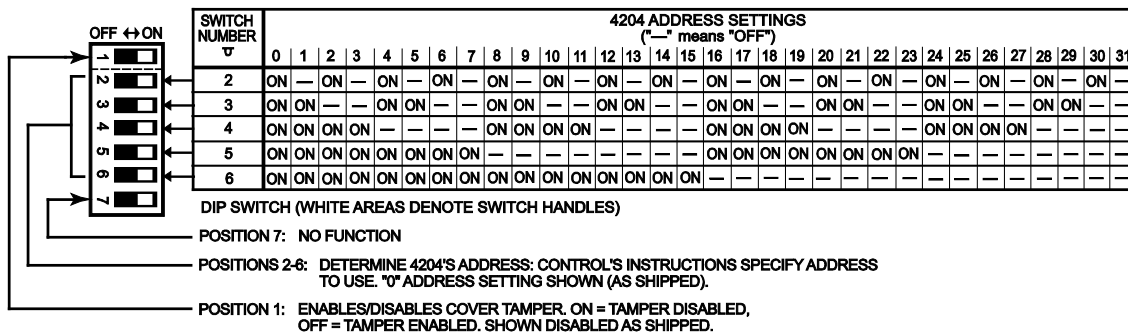 OFF ↔ ON
1
2
3
4
5
6
7
SWITCH NUMBER
4204 ADDRESS SETTINGS
("—" means "OFF")
0 1 2 3 4 5 6 7 8 9 10 11 12 13 14 15 16 17 18 19 20 21 22 23 24 25 26 27 28 29 30 31
2 ON — ON — ON — ON — ON — ON — ON — ON — ON — ON — ON — ON — ON — ON — ON — ON —
3 ON ON — — ON ON — — ON ON — — ON ON — — ON ON — — ON ON — — ON ON — — ON ON — —
4 ON ON ON ON — — — — ON ON ON ON — — — — ON ON ON ON — — — — ON ON ON ON — — — —
5 ON ON ON ON ON ON ON ON — — — — — — — — ON ON ON ON ON ON ON ON — — — — — — — —
6 ON ON ON ON ON ON ON ON ON ON ON ON ON ON ON ON — — — — — — — — — — — — — — — —
DIP SWITCH (WHITE AREAS DENOTE SWITCH HANDLES)
POSITION 7: NO FUNCTION
POSITIONS 2-6: DETERMINE 4204'S ADDRESS: CONTROL'S INSTRUCTIONS SPECIFY ADDRESS
TO USE. "0" ADDRESS SETTING SHOWN (AS SHIPPED).
POSITION 1: ENABLES/DISABLES COVER TAMPER. ON = TAMPER DISABLED,
OFF = TAMPER ENABLED. SHOWN DISABLED AS SHIPPED.